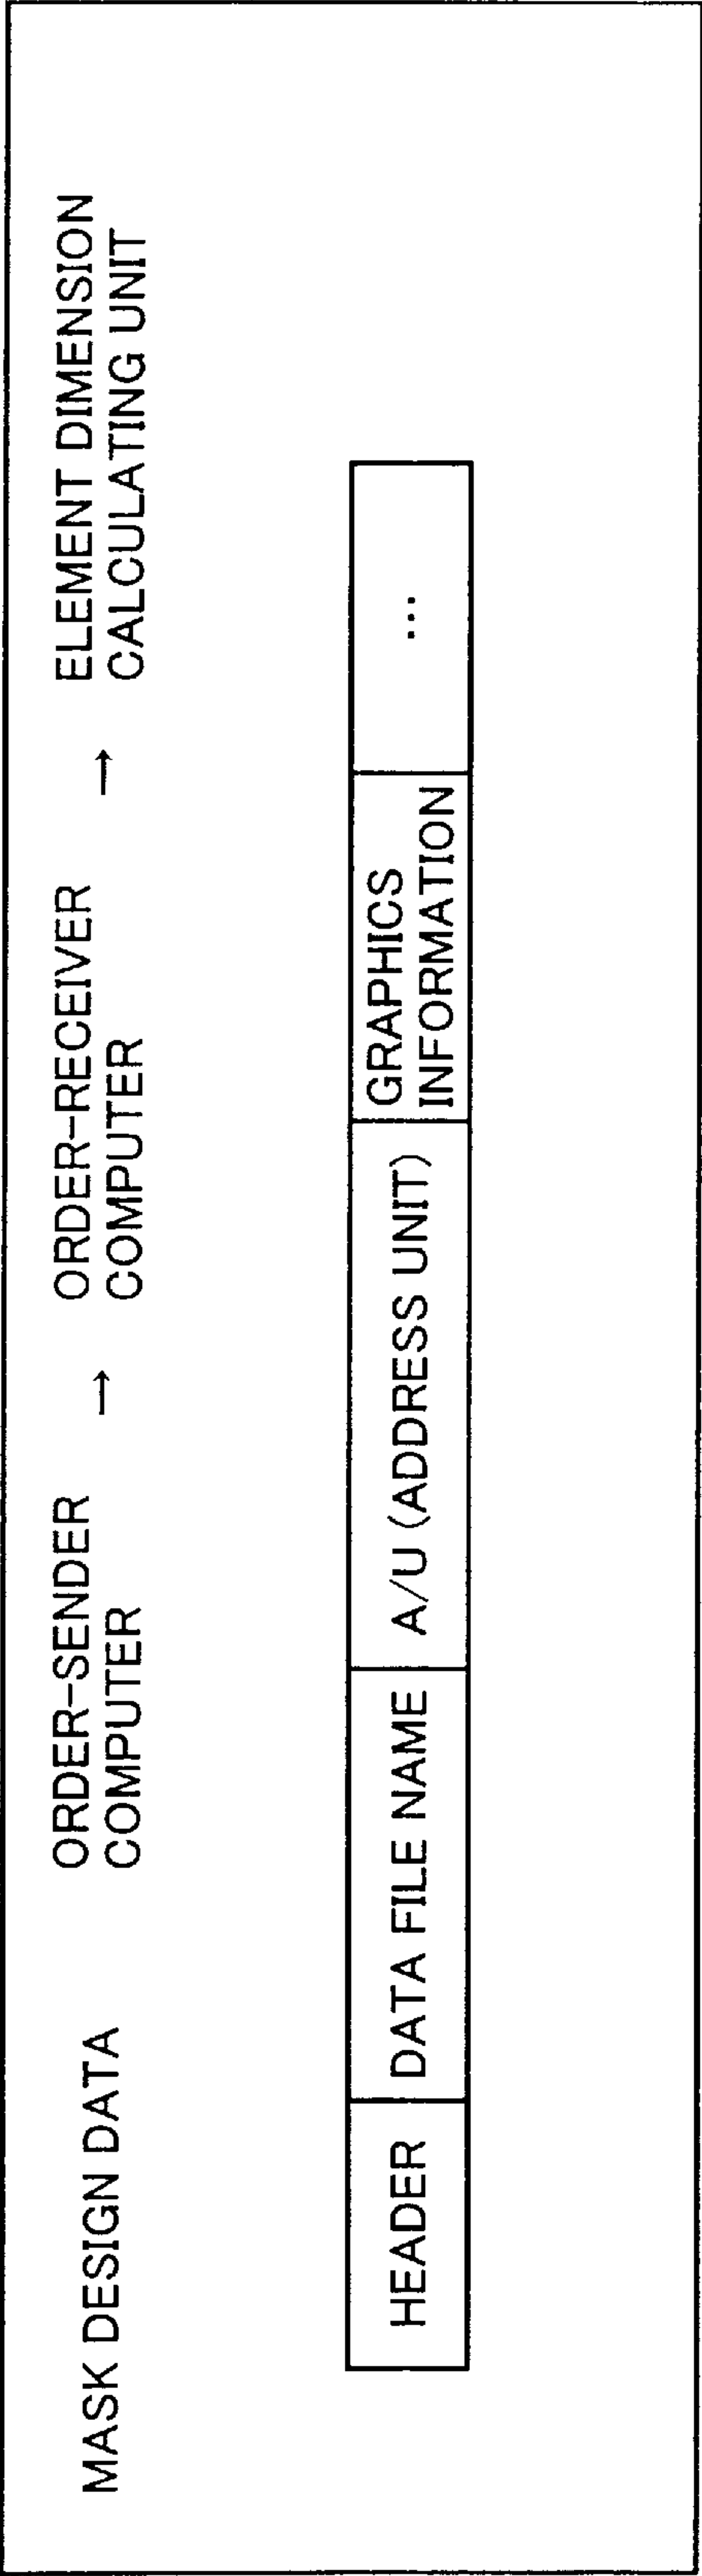 MASK DESIGN DATA
ORDER-SENDER
COMPUTER
→
ORDER-RECEIVER
COMPUTER
→
ELEMENT DIMENSION
CALCULATING UNIT
HEADER
DATA FILE NAME
A/U (ADDRESS UNIT)
GRAPHICS
INFORMATION
...